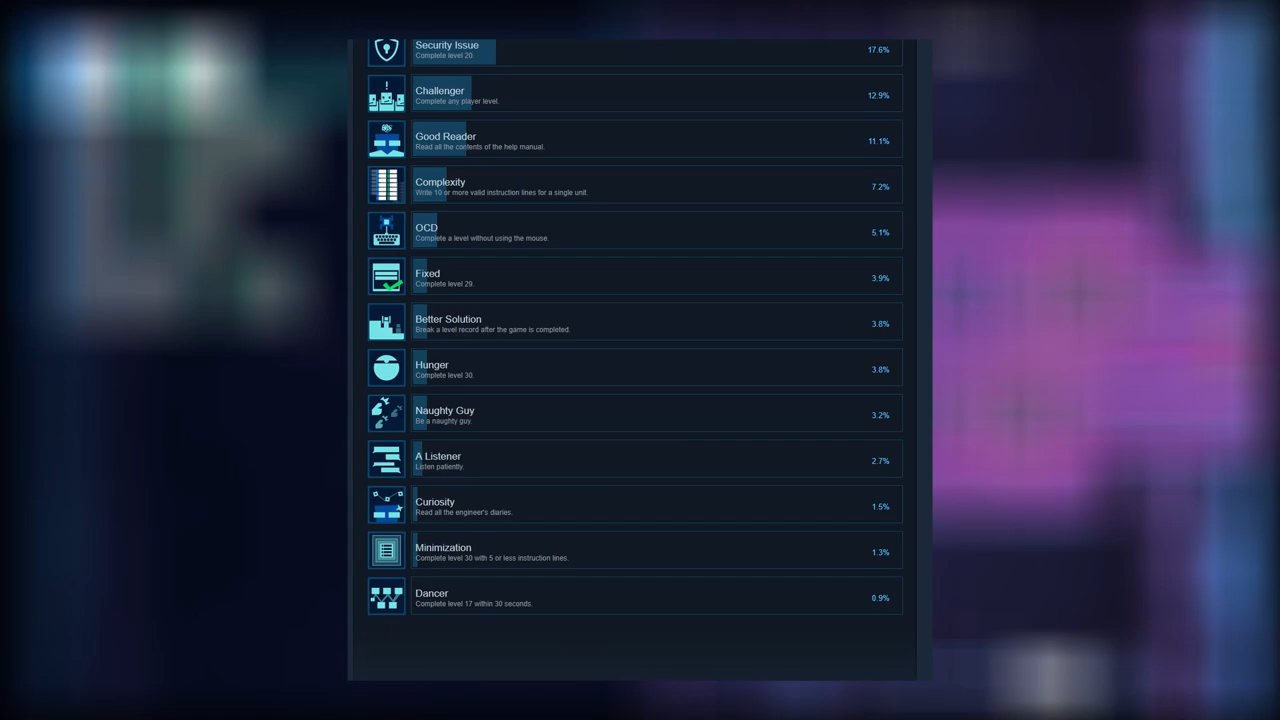 Security Issue
Complete level 20.
17.6%
Challenger
Complete any player level.
12.9%
Good Reader
Read all the contents of the help manual.
11.1%
Complexity
Write 10 or more valid instruction lines for a single unit.
7.2%
OCD
Complete a level without using the mouse.
5.1%
Fixed
Complete level 29.
3.9%
Better Solution
Break a level record after the game is completed.
3.8%
Hunger
Complete level 30.
3.8%
Naughty Guy
Be a naughty guy.
3.2%
A Listener
Listen patiently.
2.7%
Curiosity
Read all the engineer's diaries.
1.5%
Minimization
Complete level 30 with 5 or less instruction lines.
1.3%
Dancer
Complete level 17 within 30 seconds.
0.9%